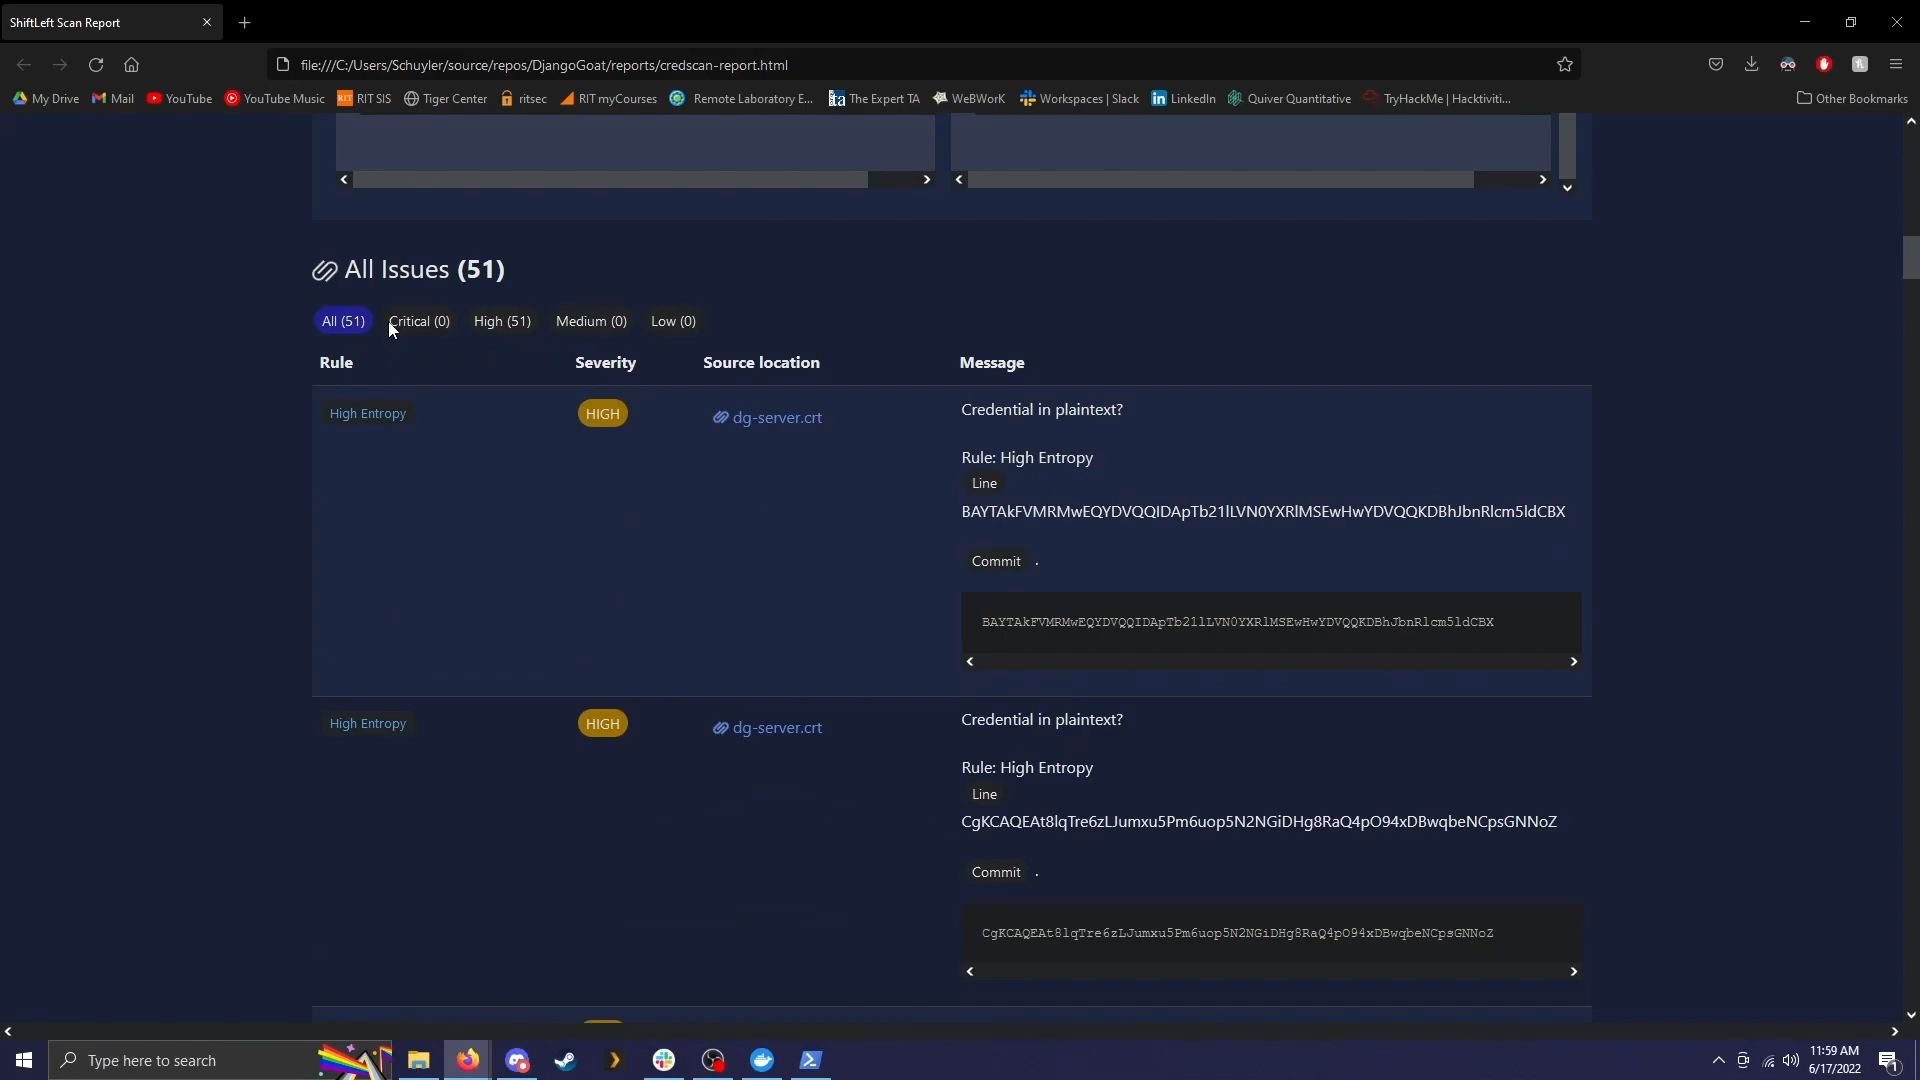 ShiftLeft Scan Report
file:///C:/Users/Schuyler/source/repos/DjangoGoat/reports/credscan-report.html
My Drive Mail YouTube YouTube Music RIT RIT SIS Tiger Center ritsec RIT myCourses Remote Laboratory E... The Expert TA WeBWorK Workspaces | Slack LinkedIn Quiver Quantitative TryHackMe | Hacktiviti... Other Bookmarks
All Issues (51)
All (51) Critical (0) High (51) Medium (0) Low (0)
Rule Severity Source location Message
High Entropy HIGH dg-server.crt Credential in plaintext?
Rule: High Entropy
Line
BAYTAkFVMRMwEQYDVQQIDApTb21lLVN0YXRlMSEwHwYDVQQKDBhJbnRlcm5ldCBX
Commit .
BAYTAkFVMRMwEQYDVQQIDApTb21lLVN0YXRlMSEwHwYDVQQKDBhJbnRlcm5ldCBX
High Entropy HIGH dg-server.crt Credential in plaintext?
Rule: High Entropy
Line
CgKCAQEAt8lqTre6zLJumxu5Pm6uop5N2NGiDHg8RaQ4pO94xDBwqbeNCpsGNNoZ
Commit .
CgKCAQEAt8lqTre6zLJumxu5Pm6uop5N2NGiDHg8RaQ4pO94xDBwqbeNCpsGNNoZ
Type here to search
11:59 AM
6/17/2022
1